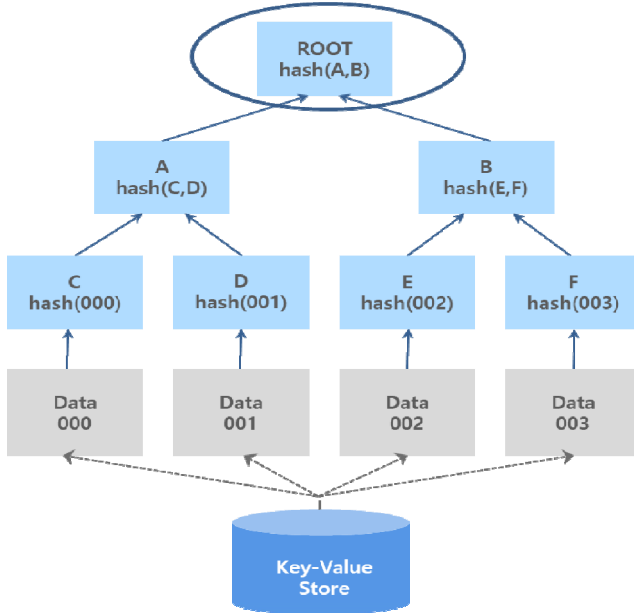 ROOT
hash(A,B)
A
hash(C,D)
B
hash(E,F)
C
hash(000)
D
hash(001)
E
hash(002)
F
hash(003)
Data
000
Data
001
Data
002
Data
003
Key-Value
Store